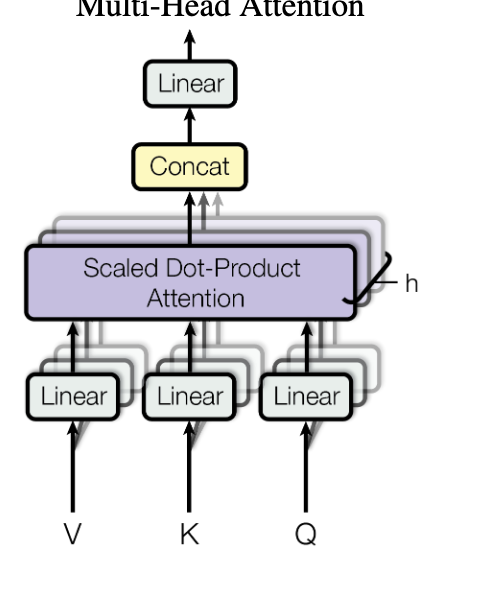 Multi-Head Attention
Linear
Concat
Scaled Dot-Product
Attention
h
Linear Linear Linear
V K Q